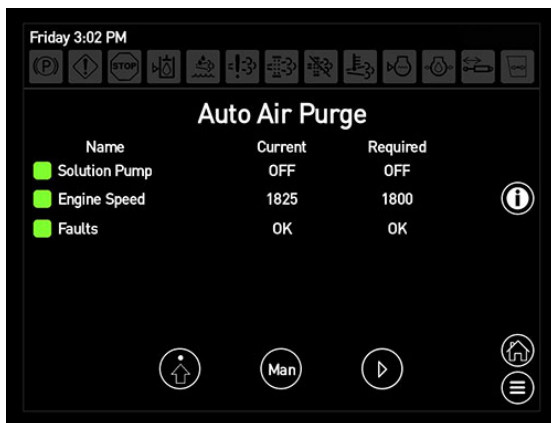 Friday 3:02 PM
(P) STOP
Auto Air Purge
Name Current Required
Solution Pump OFF OFF
Engine Speed 1825 1800
Faults OK OK
i
Man